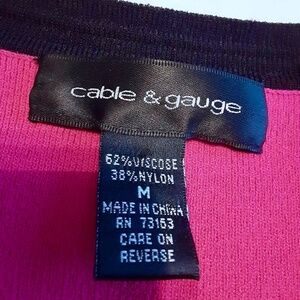 cable & gauge
62% VISCOSE
38% NYLON
M
MADE IN CHINA
RN 73163
CARE ON
REVERSE